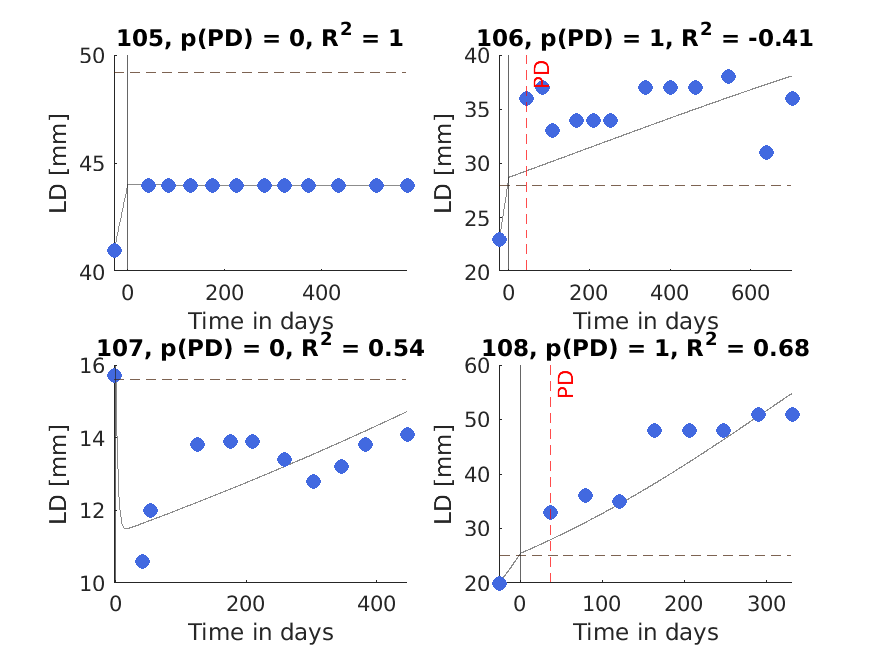 105, p(PD) = 0, R² = 1
50
45
40
LD [mm]
0
200
400
Time in days
106, p(PD) = 1, R² = -0.41
40
35
30
25
20
LD [mm]
PD
0
200
400
600
Time in days
107, p(PD) = 0, R² = 0.54
16
14
12
10
LD [mm]
0
200
400
Time in days
108, p(PD) = 1, R² = 0.68
60
50
40
30
20
LD [mm]
PD
0
100
200
300
Time in days